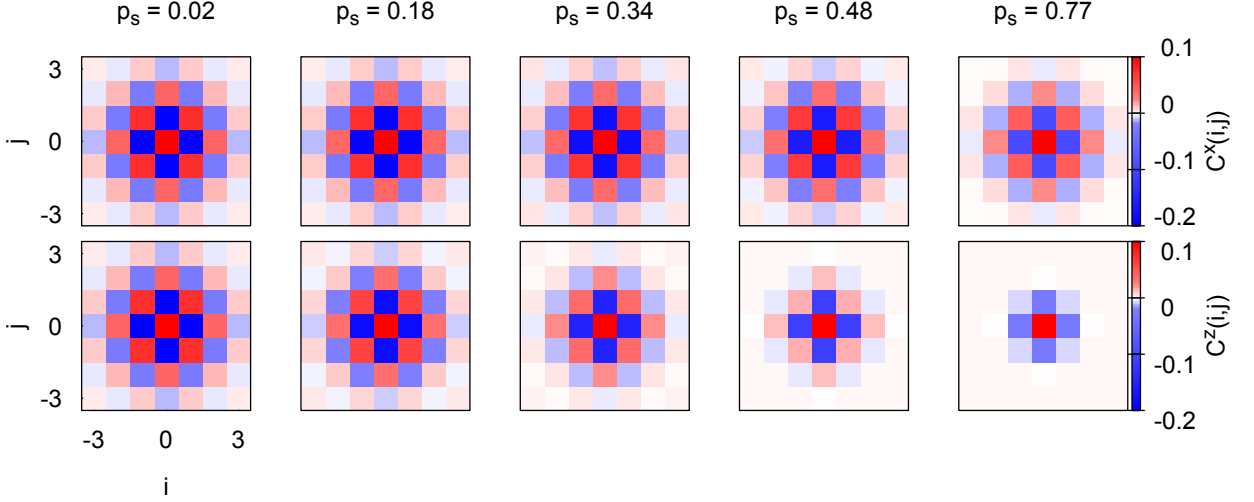 p_s = 0.02 p_s = 0.18 p_s = 0.34 p_s = 0.48 p_s = 0.77
3
0
-3
j
0.1
0
-0.1
-0.2
C^x(i,j)
3
0
-3
j
0.1
0
-0.1
-0.2
C^z(i,j)
-3 0 3
i